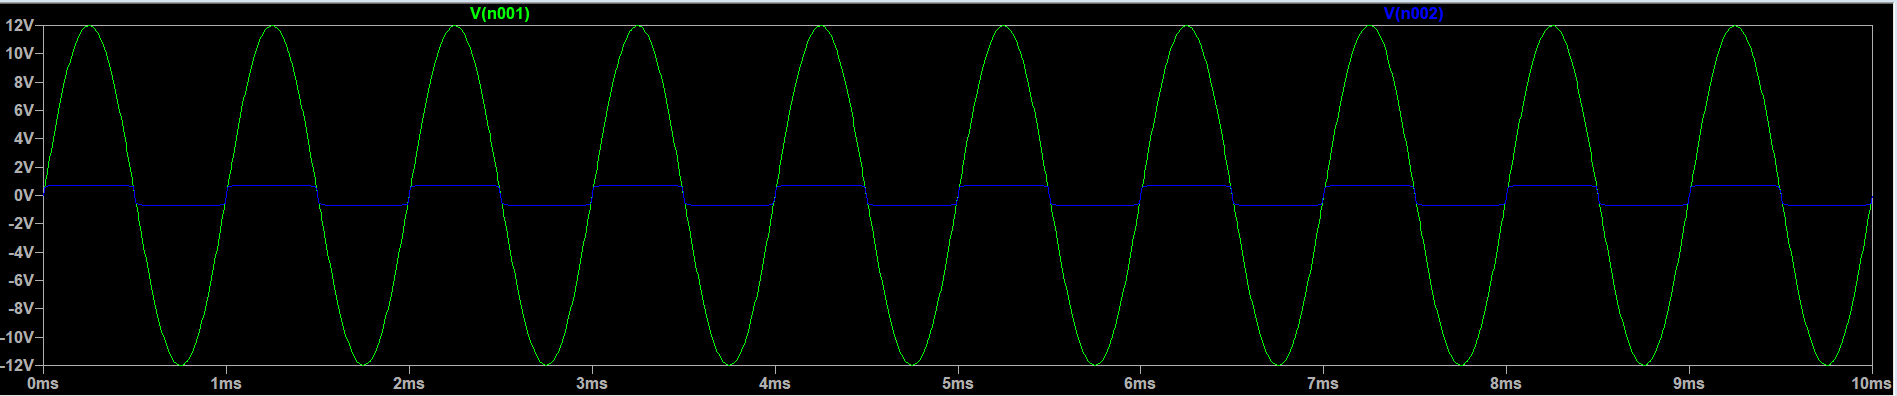 V(n001) V(n002)
12V
10V
8V
6V
4V
2V
0V
-2V
-4V
-6V
-8V
-10V
-12V
0ms 1ms 2ms 3ms 4ms 5ms 6ms 7ms 8ms 9ms 10ms